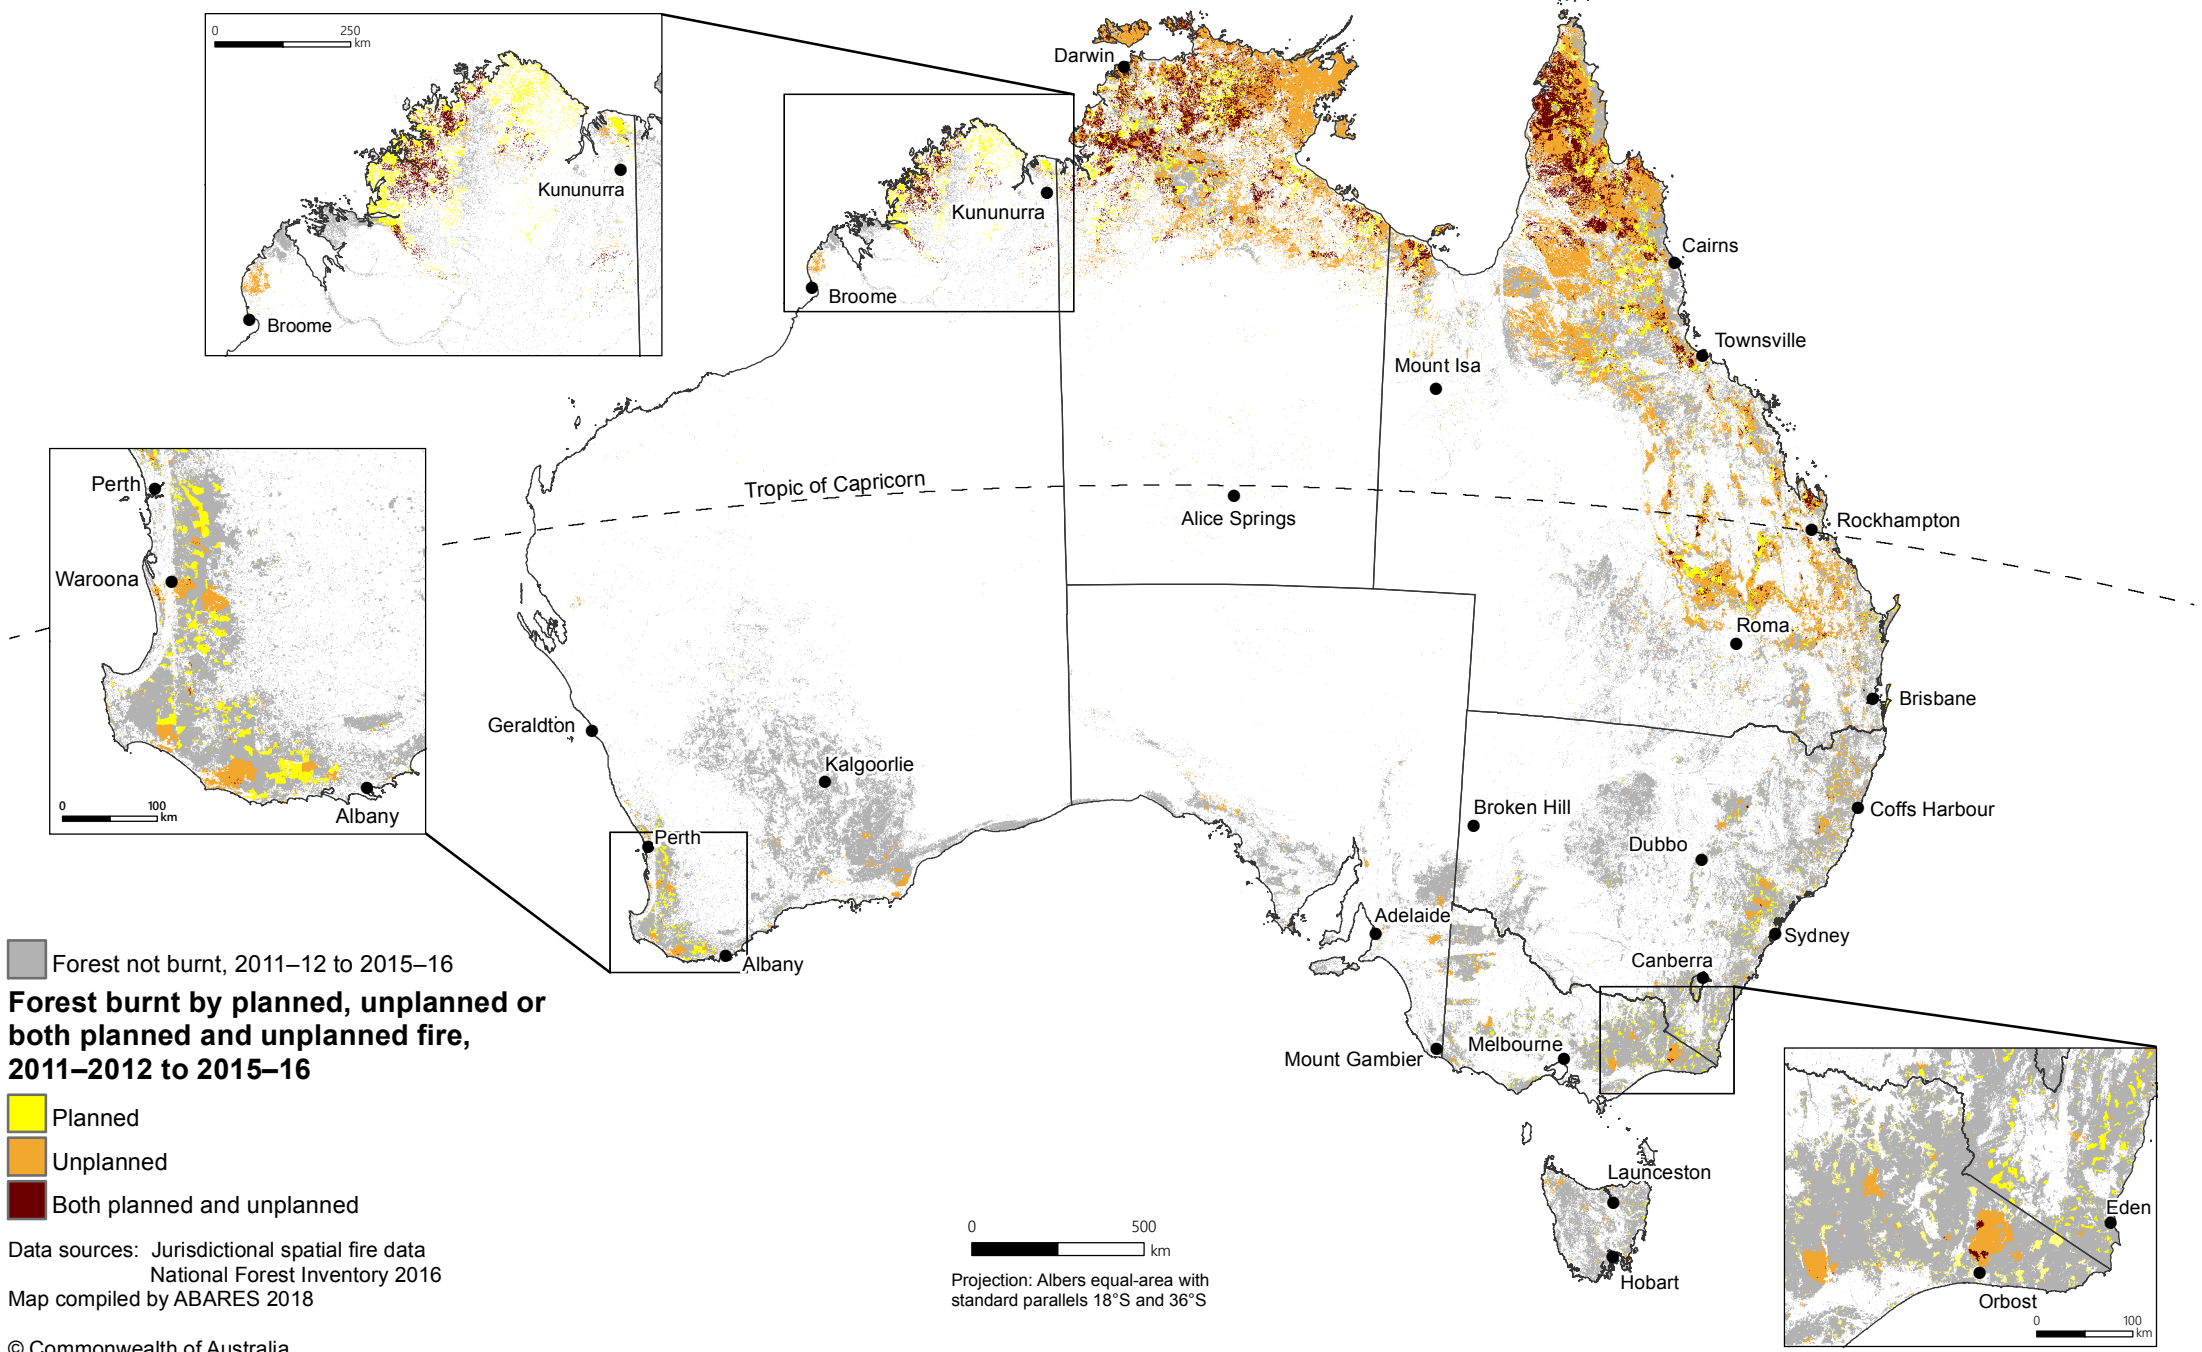 0 250
km
Kununurra
Broome
Darwin
Kununurra
Broome
Cairns
Townsville
Mount Isa
Tropic of Capricorn
Alice Springs
Rockhampton
Roma
Brisbane
Perth
Waroona
Albany
0 100
km
Geraldton
Kalgoorlie
Perth
Albany
Broken Hill
Coffs Harbour
Dubbo
Adelaide
Sydney
Canberra
Mount Gambier
Melbourne
Launceston
Hobart
Eden
Orbost
0 100
km
Forest not burnt, 2011–12 to 2015–16
Forest burnt by planned, unplanned or
both planned and unplanned fire,
2011–2012 to 2015–16
Planned
Unplanned
Both planned and unplanned
Data sources: Jurisdictional spatial fire data
National Forest Inventory 2016
Map compiled by ABARES 2018
© Commonwealth of Australia
0 500
km
Projection: Albers equal-area with
standard parallels 18°S and 36°S